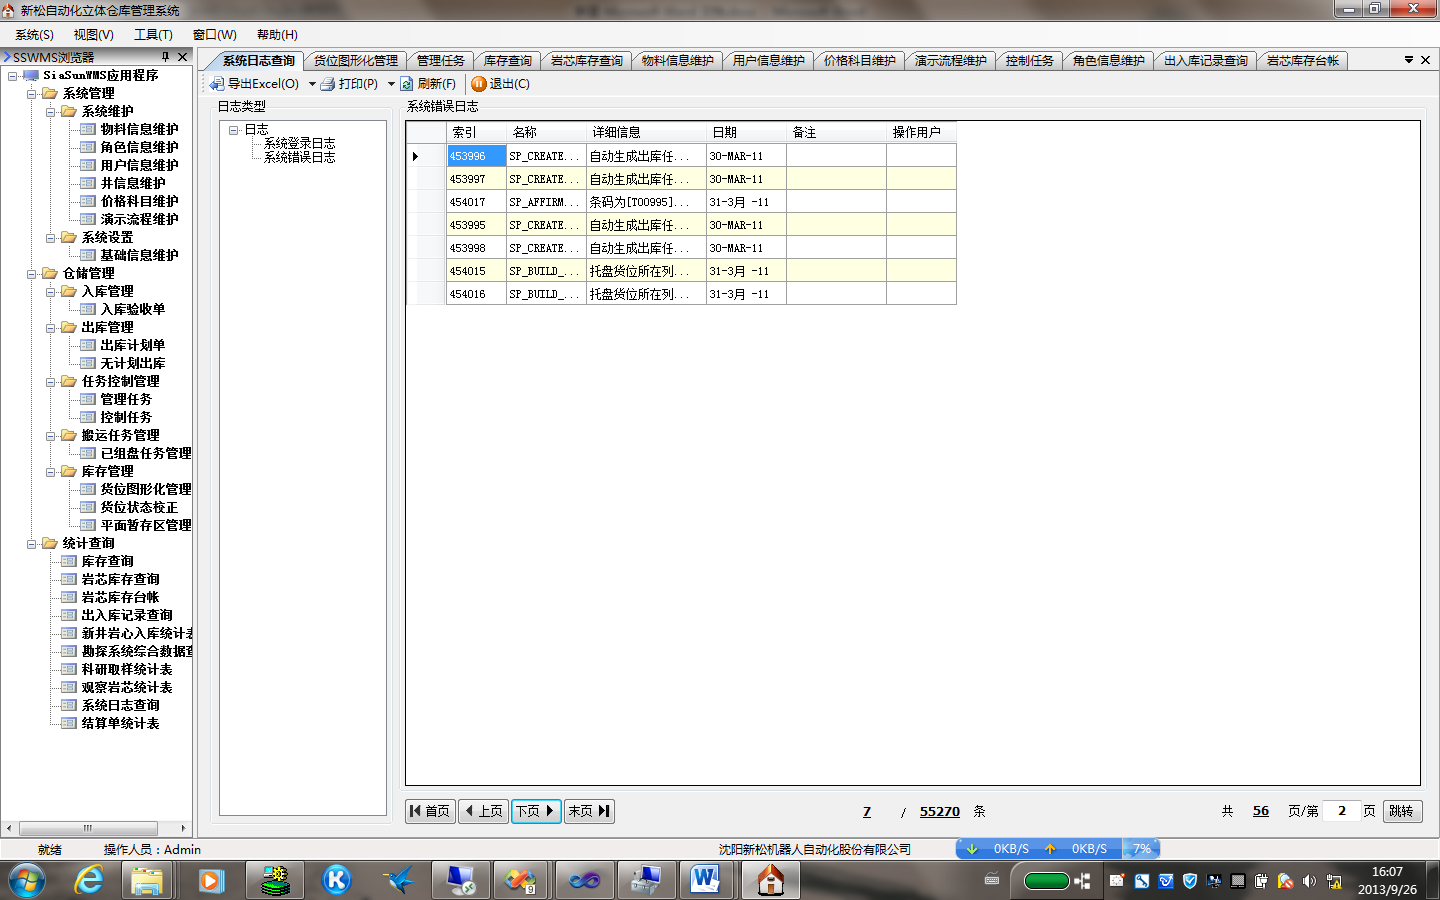 新松自动化立体仓库管理系统
系统(S) 视图(V) 工具(T) 窗口(W) 帮助(H)
SSWMS浏览器
系统日志查询 货位图形化管理 管理任务 库存查询 岩芯库存查询 物料信息维护 用户信息维护 价格科目维护 演示流程维护 控制任务 角色信息维护 出入库记录查询 岩芯库存台帐
导出Excel(O) 打印(P) 刷新(F) 退出(C)
SiaSunWMS应用程序
系统管理
系统维护
物料信息维护
角色信息维护
用户信息维护
井信息维护
价格科目维护
演示流程维护
系统设置
基础信息维护
仓储管理
入库管理
入库验收单
出库管理
出库计划单
无计划出库
任务控制管理
管理任务
控制任务
搬运任务管理
已组盘任务管理
库存管理
货位图形化管理
货位状态校正
平面暂存区管理
统计查询
库存查询
岩芯库存查询
岩芯库存台帐
出入库记录查询
新井岩心入库统计表
勘探系统综合数据查
科研取样统计表
观察岩芯统计表
系统日志查询
结算单统计表
日志类型
日志
系统登录日志
系统错误日志
系统错误日志
索引 名称 详细信息 日期 备注 操作用户
453996 SP_CREATE... 自动生成出库任... 30-MAR-11
453997 SP_CREATE... 自动生成出库任... 30-MAR-11
454017 SP_AFFIRM... 条码为[T00995]... 31-3月 -11
453995 SP_CREATE... 自动生成出库任... 30-MAR-11
453998 SP_CREATE... 自动生成出库任... 30-MAR-11
454015 SP_BUILD_... 托盘货位所在列... 31-3月 -11
454016 SP_BUILD_... 托盘货位所在列... 31-3月 -11
首页 上页 下页 末页 7 / 55270 条 共 56 页/第 2 页 跳转
就绪 操作人员：Admin 沈阳新松机器人自动化股份有限公司 0KB/S 0KB/S 7%
16:07
2013/9/26